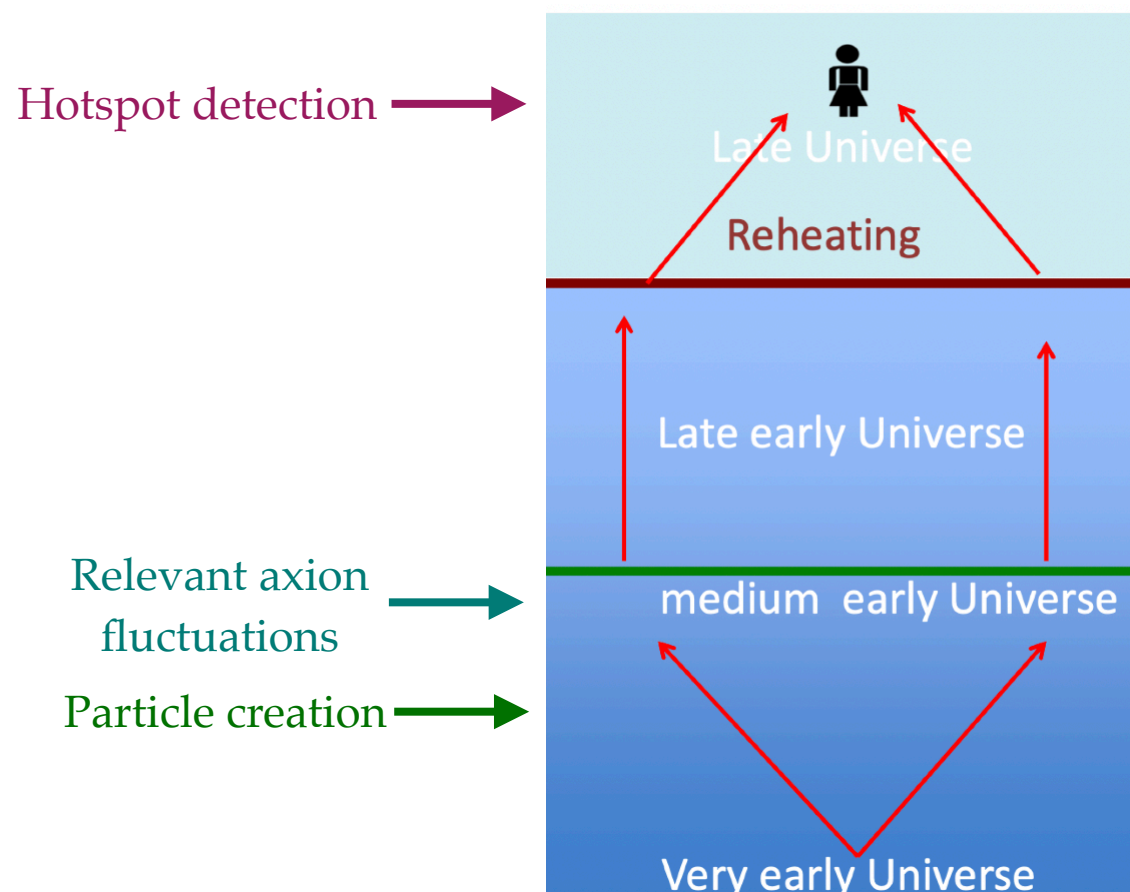 Hotspot detection
Late Universe
Reheating
Late early Universe
Relevant axion
fluctuations
medium early Universe
Particle creation
Very early Universe